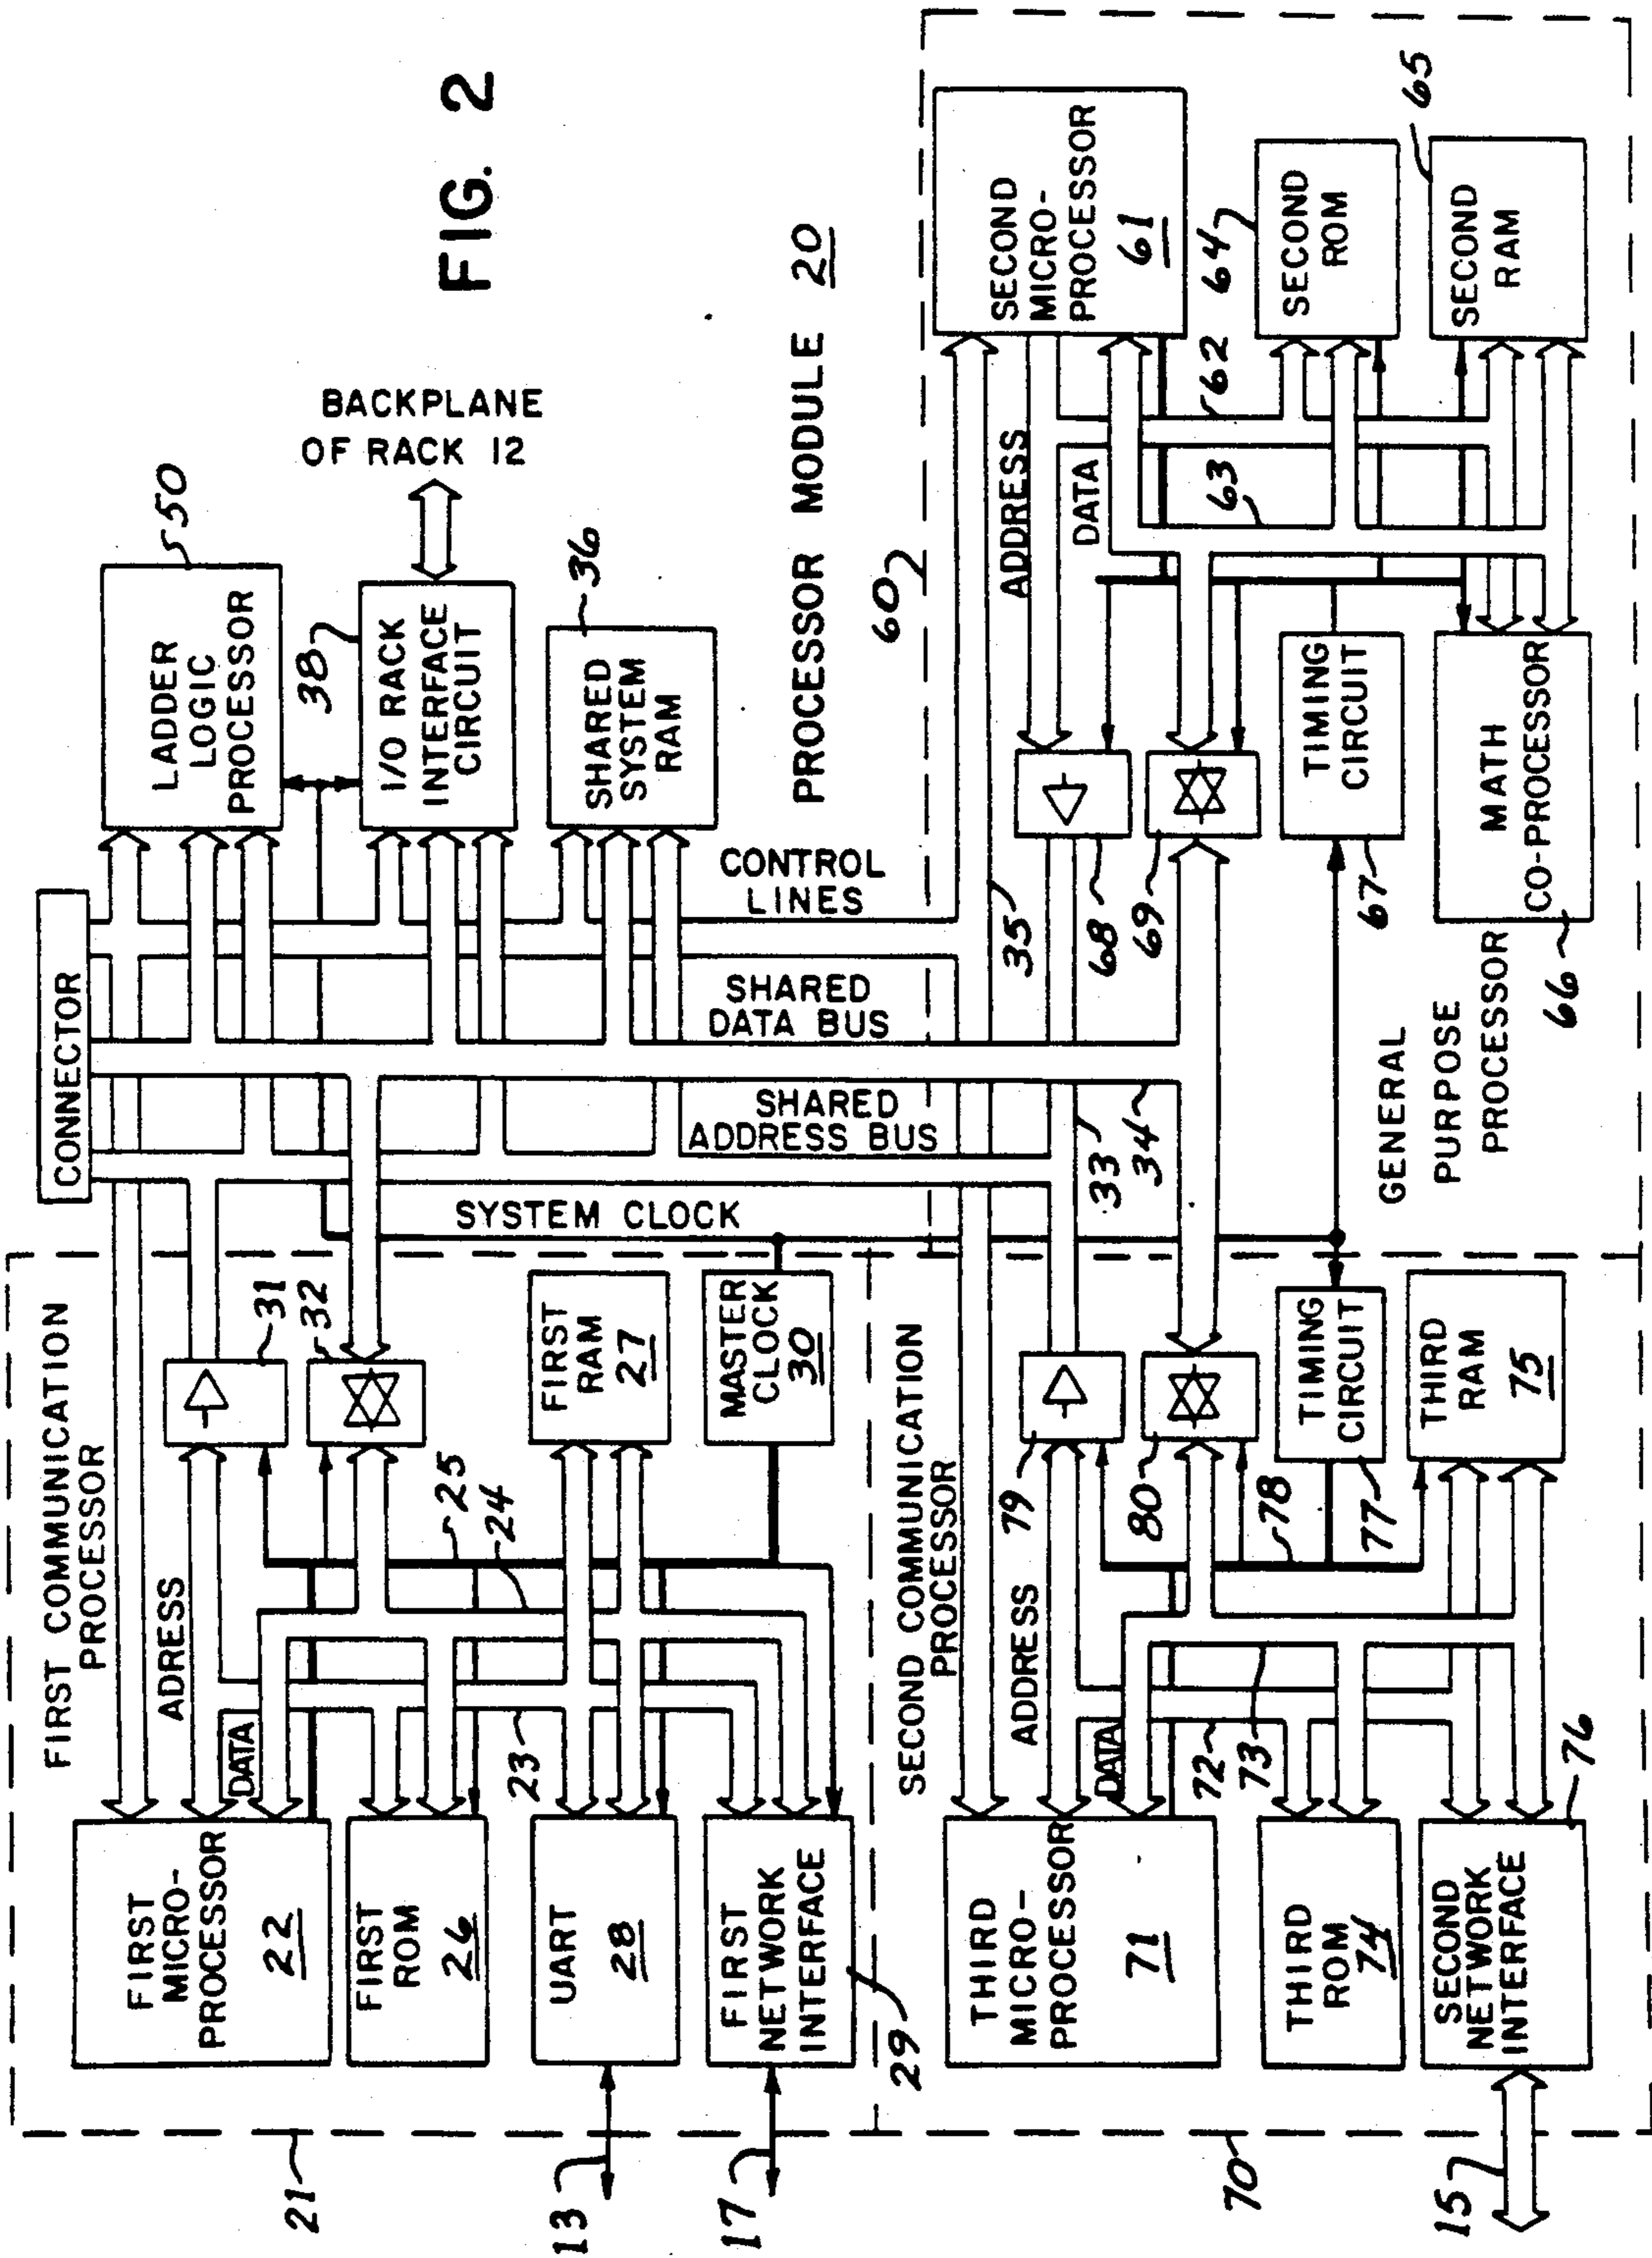 FIG. 2
PROCESSOR MODULE 20
CONNECTOR
FIRST COMMUNICATION
PROCESSOR
FIRST
MICRO-
PROCESSOR
22
ADRESS
DATA
31
32
FIRST
ROM
26
25
24
23
UART
28
FIRST
RAM
27
FIRST
NETWORK
INTERFACE
29
MASTER
CLOCK
30
21
13
17
SYSTEM CLOCK
LADDER
LOGIC
PROCESSOR
50
38
I/O RACK
INTERFACE
CIRCUIT
BACKPLANE
OF RACK 12
SHARED
SYSTEM
RAM
36
CONTROL
LINES
SHARED
DATA BUS
SHARED
ADDRESS BUS
SECOND COMMUNICATION
PROCESSOR
THIRD
MICRO-
PROCESSOR
71
ADDRESS
DATA
79
80
72
73
78
THIRD
ROM
74
TIMING
CIRCUIT
77
THIRD
RAM
75
SECOND
NETWORK
INTERFACE
76
70
15
60
35
33
34
68
69
ADDRESS
DATA
SECOND
MICRO-
PROCESSOR
61
62
63
64
SECOND
ROM
65
SECOND
RAM
TIMING
CIRCUIT
67
MATH
CO-PROCESSOR
66
GENERAL
PURPOSE
PROCESSOR